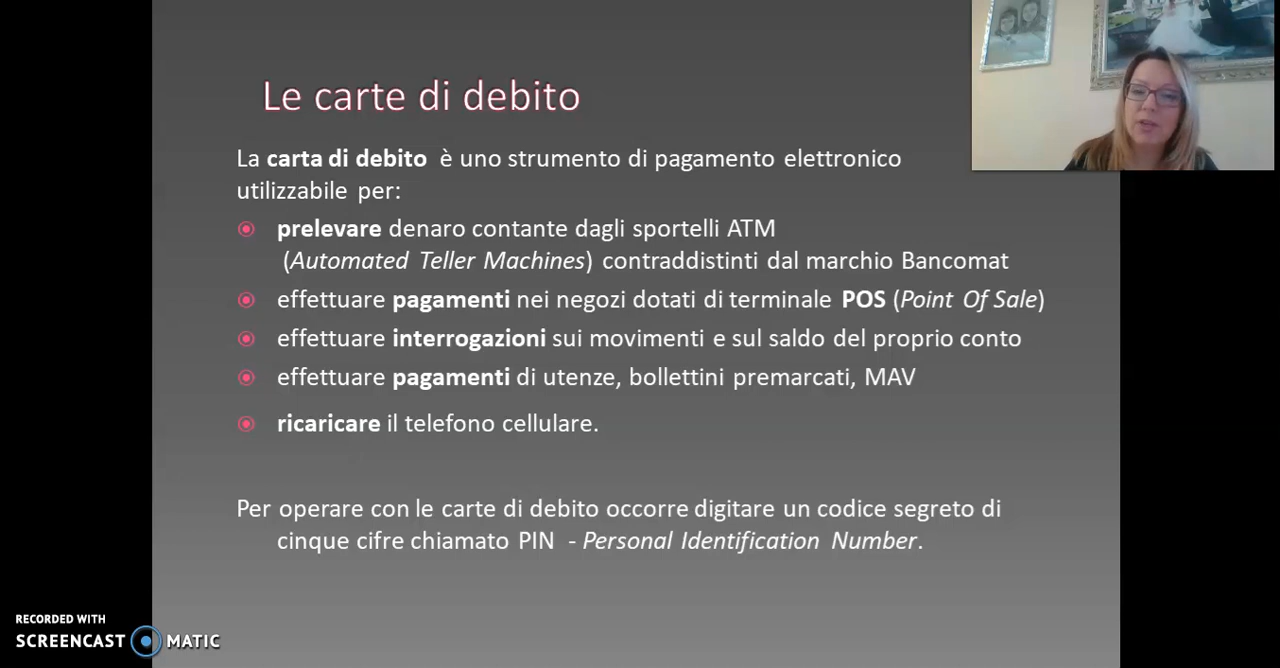 Le carte di debito
La carta di debito è uno strumento di pagamento elettronico
utilizzabile per:
prelevare denaro contante dagli sportelli ATM
(Automated Teller Machines) contraddistinti dal marchio Bancomat
effettuare pagamenti nei negozi dotati di terminale POS (Point Of Sale)
effettuare interrogazioni sui movimenti e sul saldo del proprio conto
effettuare pagamenti di utenze, bollettini premarcati, MAV
ricaricare il telefono cellulare.
Per operare con le carte di debito occorre digitare un codice segreto di
cinque cifre chiamato PIN - Personal Identification Number.
RECORDED WITH
SCREENCAST MATIC